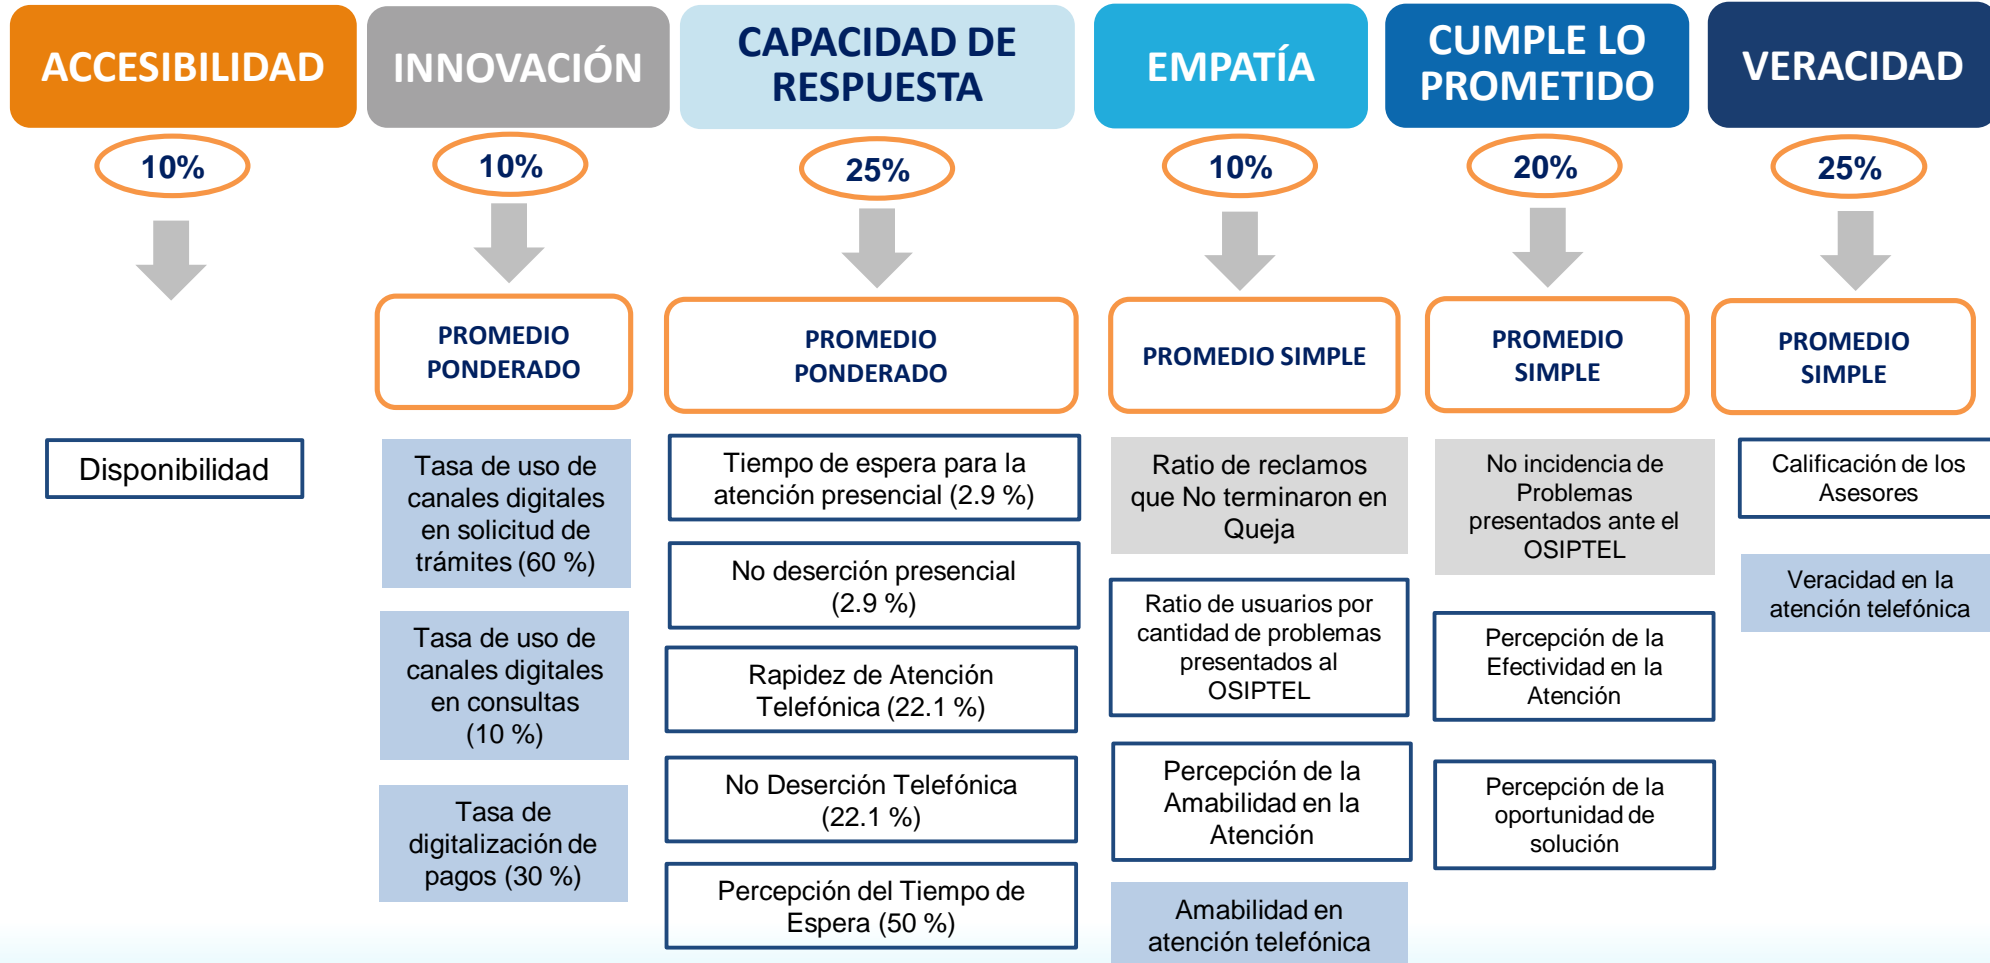 ACCESIBILIDAD
10%
Disponibilidad
INNOVACIÓN
10%
PROMEDIO
PONDERADO
Tasa de uso de
canales digitales
en solicitud de
trámites (60 %)
Tasa de uso de
canales digitales
en consultas
(10 %)
Tasa de
digitalización de
pagos (30 %)
CAPACIDAD DE
RESPUESTA
25%
PROMEDIO
PONDERADO
Tiempo de espera para la
atención presencial (2.9 %)
No deserción presencial
(2.9 %)
Rapidez de Atención
Telefónica (22.1 %)
No Deserción Telefónica
(22.1 %)
Percepción del Tiempo de
Espera (50 %)
EMPATÍA
10%
PROMEDIO SIMPLE
Ratio de reclamos
que No terminaron en
Queja
Ratio de usuarios por
cantidad de problemas
presentados al
OSIPTEL
Percepción de la
Amabilidad en la
Atención
Amabilidad en
atención telefónica
CUMPLE LO
PROMETIDO
20%
PROMEDIO
SIMPLE
No incidencia de
Problemas
presentados ante el
OSIPTEL
Percepción de la
Efectividad en la
Atención
Percepción de la
oportunidad de
solución
VERACIDAD
25%
PROMEDIO
SIMPLE
Calificación de los
Asesores
Veracidad en la
atención telefónica